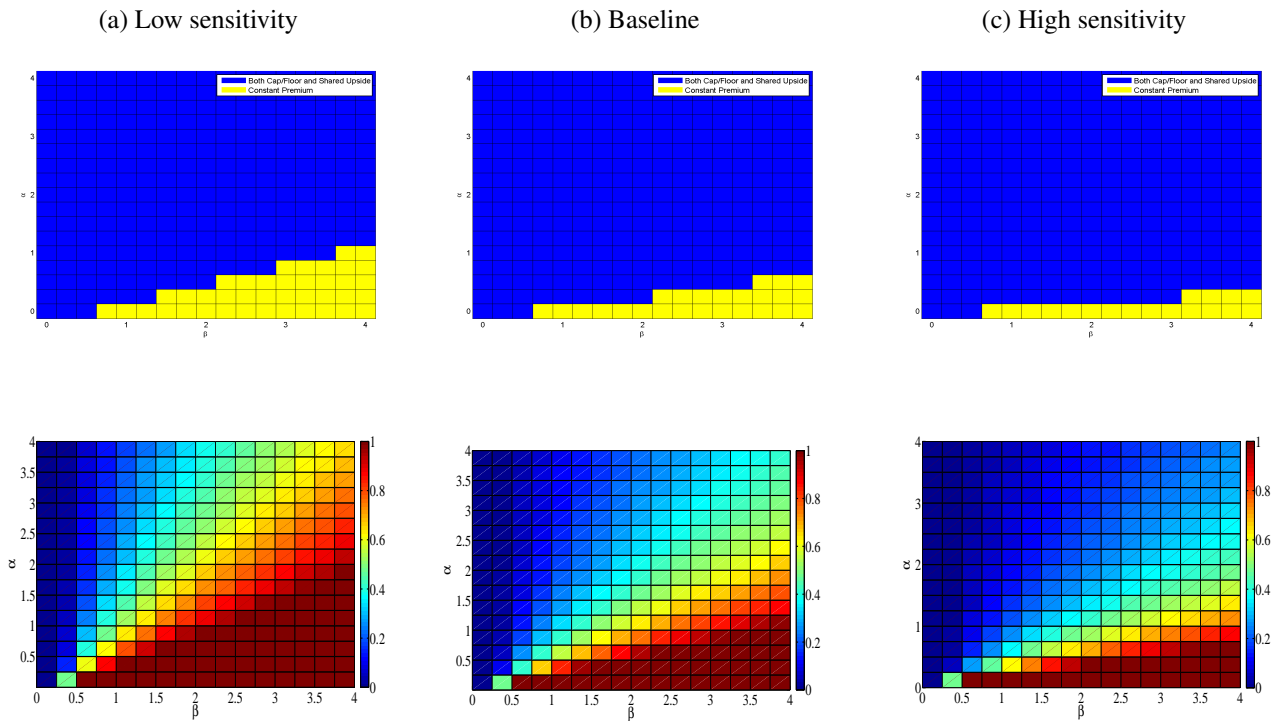 (a) Low sensitivity
(b) Baseline
(c) High sensitivity
Both Cap/Floor and Shared Upside
Constant Premium
4
3
2
1
0
α
0 1 2 3 4
β
Both Cap/Floor and Shared Upside
Constant Premium
4
3
2
1
0
α
0 1 2 3 4
β
Both Cap/Floor and Shared Upside
Constant Premium
4
3
2
1
0
α
0 1 2 3 4
β
4
3.5
3
2.5
2
1.5
1
0.5
0
α
0 0.5 1 1.5 2 2.5 3 3.5 4
β
1
0.8
0.6
0.4
0.2
0
4
3.5
3
2.5
2
1.5
1
0.5
0
α
0 0.5 1 1.5 2 2.5 3 3.5 4
β
1
0.8
0.6
0.4
0.2
0
4
3
2
1
0
α
0 0.5 1 1.5 2 2.5 3 3.5 4
β
1
0.8
0.6
0.4
0.2
0